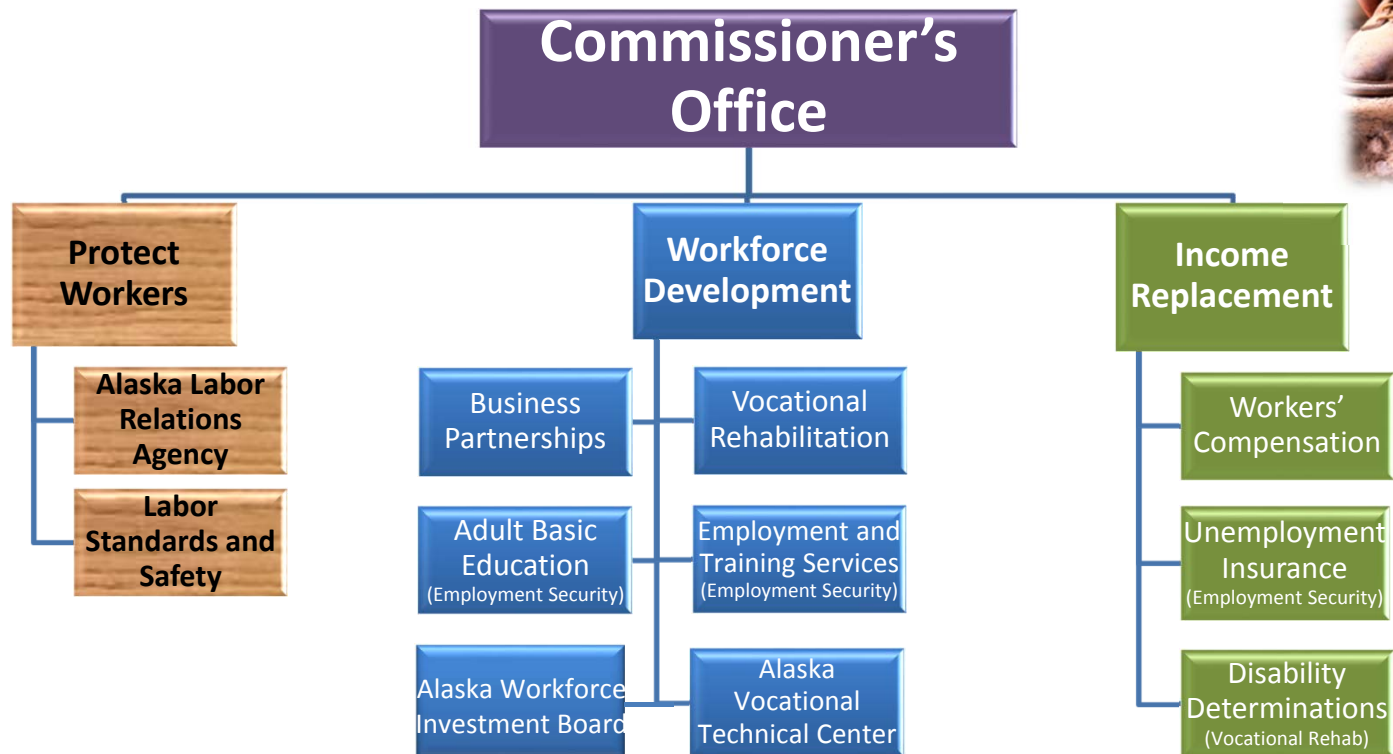 Commissioner’s
Office
Protect
Workers
Alaska Labor
Relations
Agency
Labor
Standards and
Safety
Workforce
Development
Business
Partnerships
Vocational
Rehabilitation
Adult Basic
Education
(Employment Security)
Employment and
Training Services
(Employment Security)
Alaska Workforce
Investment Board
Alaska
Vocational
Technical Center
Income
Replacement
Workers’
Compensation
Unemployment
Insurance
(Employment Security)
Disability
Determinations
(Vocational Rehab)